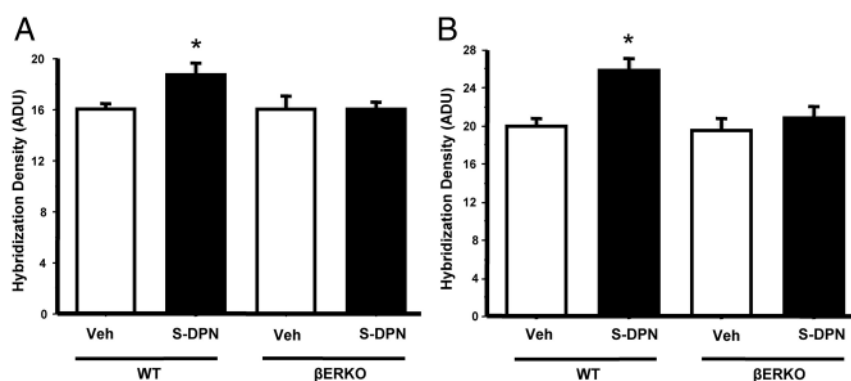 A
*
Hybridization Density (ADU)
20
16
12
8
4
0
Veh S-DPN Veh S-DPN
WT βERKO
B
*
Hybridization Density (ADU)
28
24
20
16
12
8
4
0
Veh S-DPN Veh S-DPN
WT βERKO